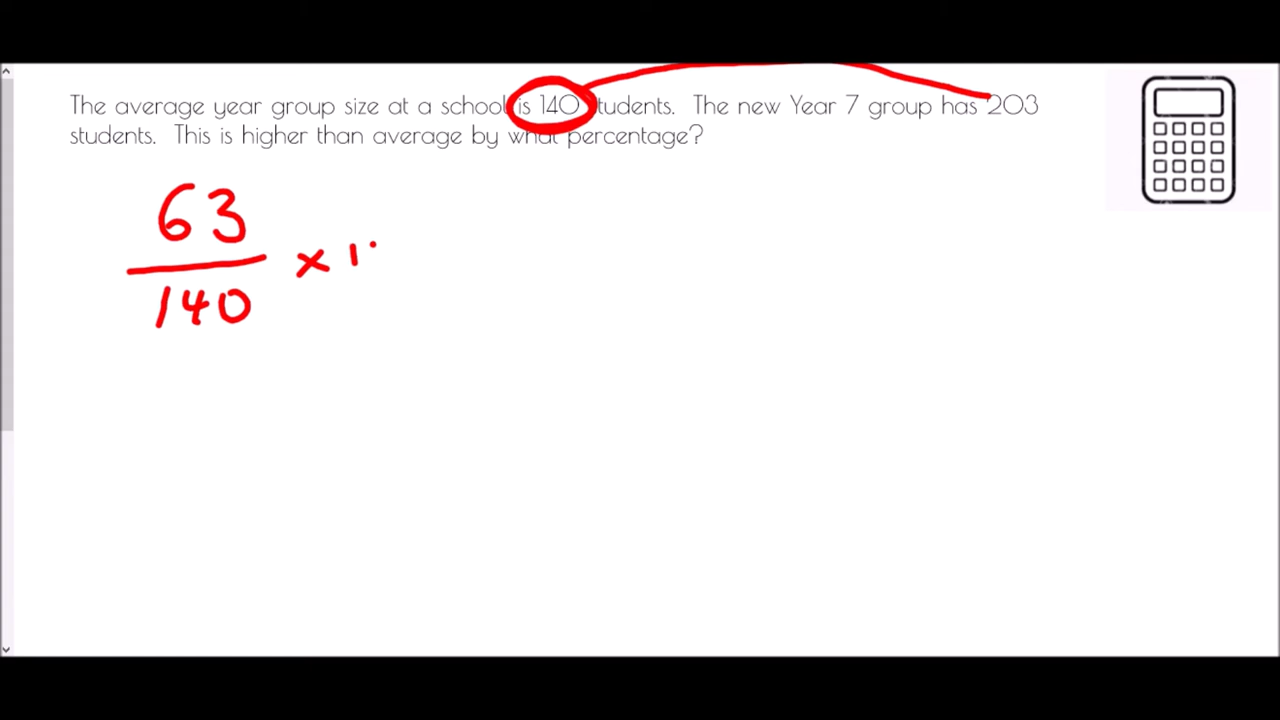 The average year group size at a school is 140 students. The new Year 7 group has 203
students. This is higher than average by what percentage?
63
× 1
140